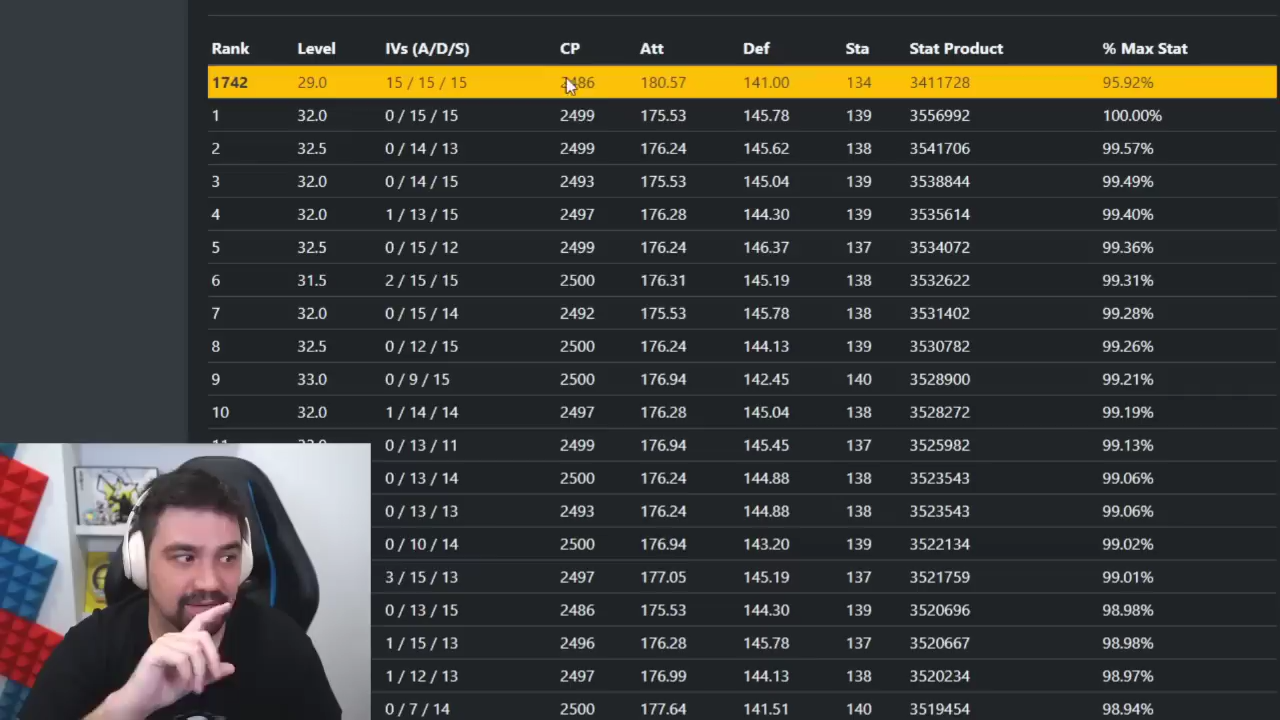 Rank Level IVs (A/D/S) CP Att Def Sta Stat Product % Max Stat
1742 29.0 15 / 15 / 15 2486 180.57 141.00 134 3411728 95.92%
1 32.0 0 / 15 / 15 2499 175.53 145.78 139 3556992 100.00%
2 32.5 0 / 14 / 13 2499 176.24 145.62 138 3541706 99.57%
3 32.0 0 / 14 / 15 2493 175.53 145.04 139 3538844 99.49%
4 32.0 1 / 13 / 15 2497 176.28 144.30 139 3535614 99.40%
5 32.5 0 / 15 / 12 2499 176.24 146.37 137 3534072 99.36%
6 31.5 2 / 15 / 15 2500 176.31 145.19 138 3532622 99.31%
7 32.0 0 / 15 / 14 2492 175.53 145.78 138 3531402 99.28%
8 32.5 0 / 12 / 15 2500 176.24 144.13 139 3530782 99.26%
9 33.0 0 / 9 / 15 2500 176.94 142.45 140 3528900 99.21%
10 32.0 1 / 14 / 14 2497 176.28 145.04 138 3528272 99.19%
0 / 13 / 11 2499 176.94 145.45 137 3525982 99.13%
0 / 13 / 14 2500 176.24 144.88 138 3523543 99.06%
0 / 13 / 13 2493 176.24 144.88 138 3523543 99.06%
0 / 10 / 14 2500 176.94 143.20 139 3522134 99.02%
3 / 15 / 13 2497 177.05 145.19 137 3521759 99.01%
0 / 13 / 15 2486 175.53 144.30 139 3520696 98.98%
1 / 15 / 13 2496 176.28 145.78 137 3520667 98.98%
1 / 12 / 13 2497 176.99 144.13 138 3520234 98.97%
0 / 7 / 14 2500 177.64 141.51 140 3519454 98.94%